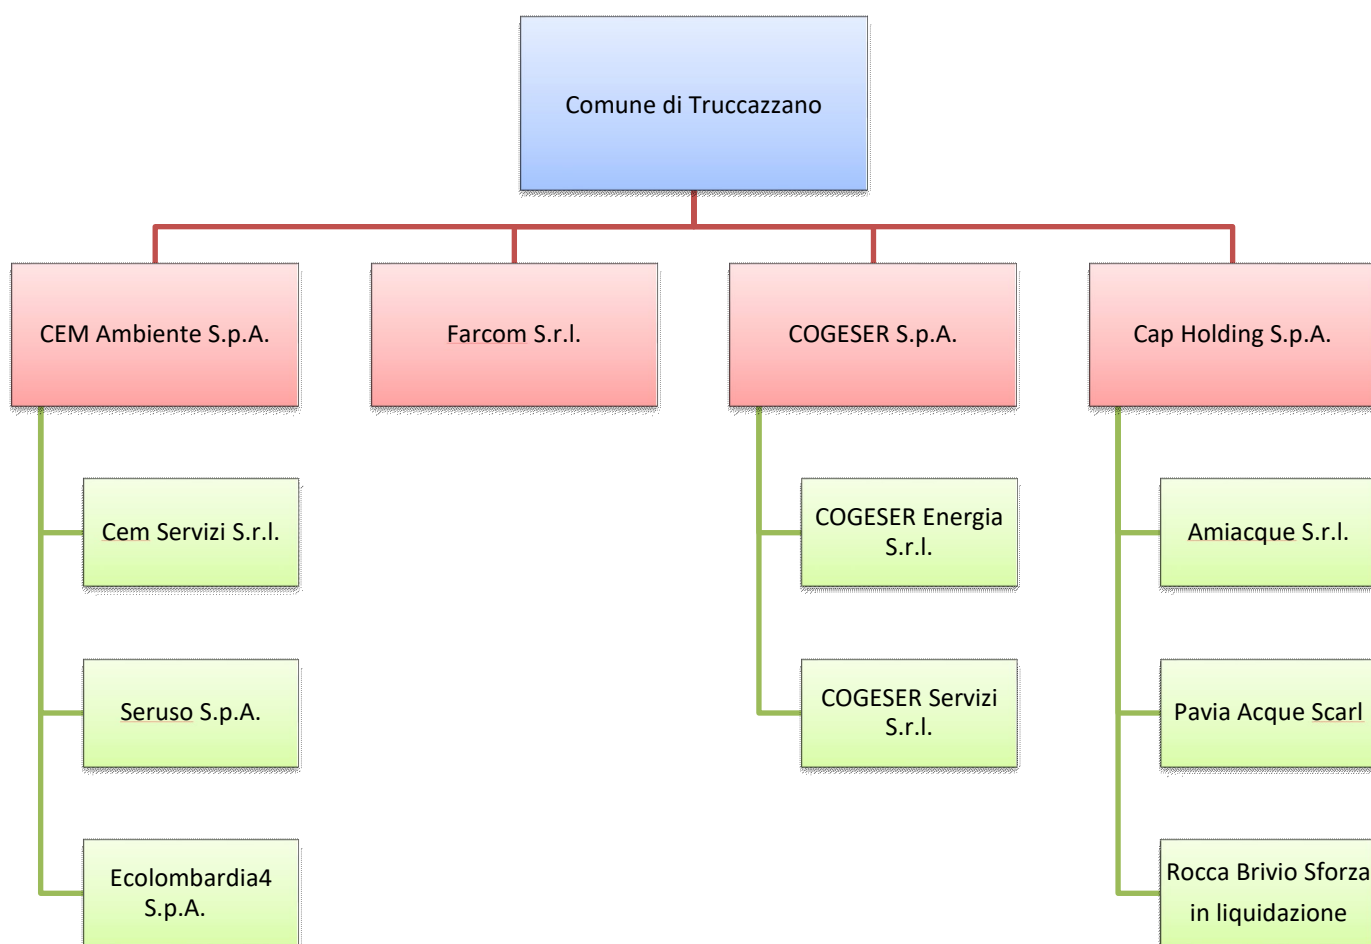 Comune di Truccazzano
CEM Ambiente S.p.A.
Farcom S.r.l.
COGESER S.p.A.
Cap Holding S.p.A.
Cem Servizi S.r.l.
COGESER Energia
S.r.l.
Amiacque S.r.l.
Seruso S.p.A.
COGESER Servizi
S.r.l.
Pavia Acque Scarl
Ecolombardia4
S.p.A.
Rocca Brivio Sforza
in liquidazione